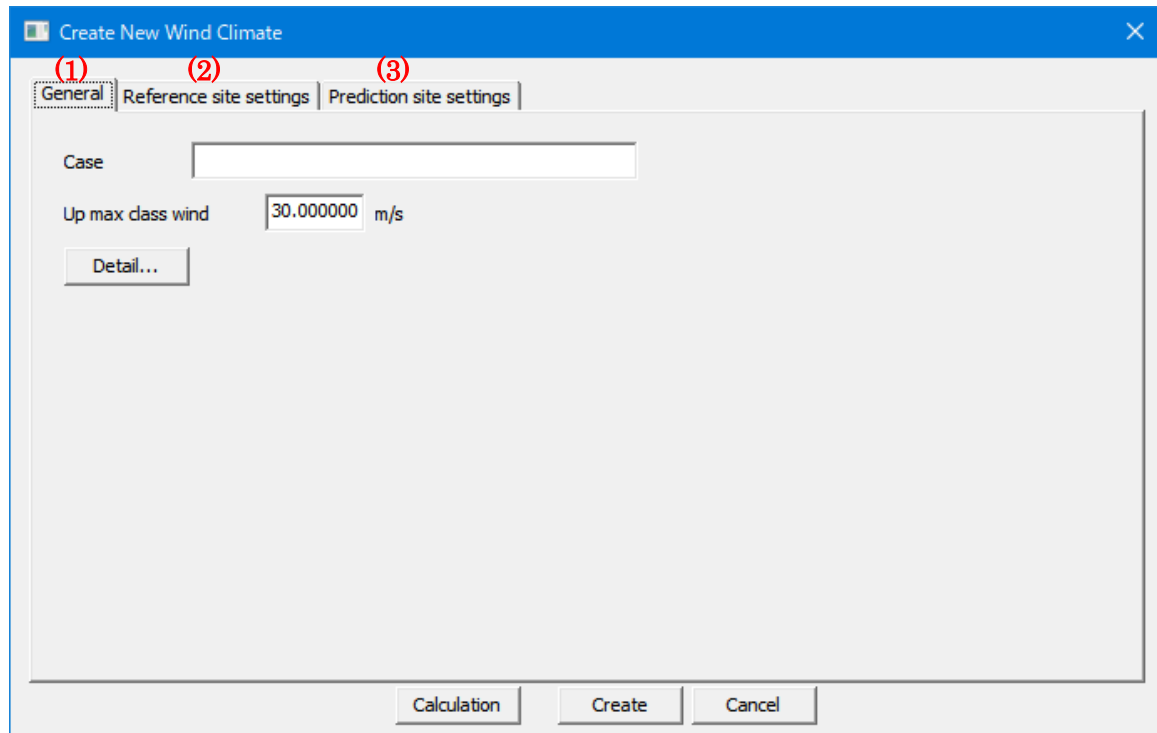 Create New Wind Climate
(1) (2) (3)
General Reference site settings Prediction site settings
Case
Up max class wind 30.000000 m/s
Detail...
Calculation Create Cancel